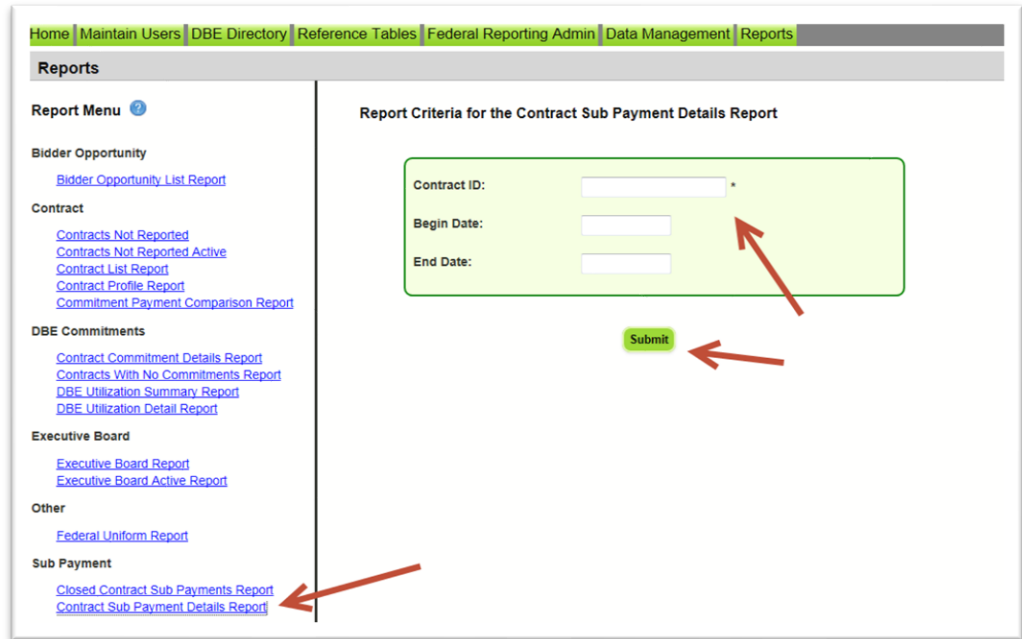 Home Maintain Users DBE Directory Reference Tables Federal Reporting Admin Data Management Reports
Reports
Report Menu ?
Bidder Opportunity
Bidder Opportunity List Report
Contract
Contracts Not Reported
Contracts Not Reported Active
Contract List Report
Contract Profile Report
Commitment Payment Comparison Report
DBE Commitments
Contract Commitment Details Report
Contracts With No Commitments Report
DBE Utilization Summary Report
DBE Utilization Detail Report
Executive Board
Executive Board Report
Executive Board Active Report
Other
Federal Uniform Report
Sub Payment
Closed Contract Sub Payments Report
Contract Sub Payment Details Report
Report Criteria for the Contract Sub Payment Details Report
Contract ID: *
Begin Date:
End Date:
Submit